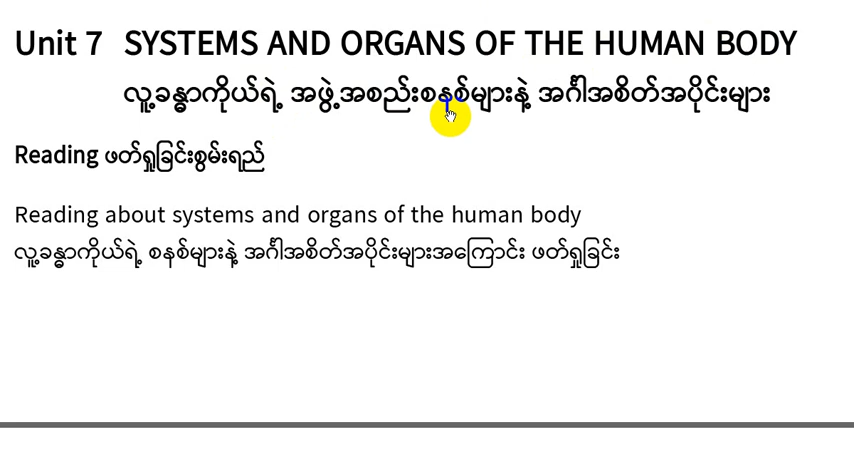 Unit 7 SYSTEMS AND ORGANS OF THE HUMAN BODY
လူ့ခန္ဓာကိုယ်ရဲ့ အဖွဲ့အစည်းစနစ်များနဲ့ အင်္ဂါအစိတ်အပိုင်းများ
Reading ဖတ်ရှုခြင်းစွမ်းရည်
Reading about systems and organs of the human body
လူ့ခန္ဓာကိုယ်ရဲ့ စနစ်များနဲ့ အင်္ဂါအစိတ်အပိုင်းများအကြောင်း ဖတ်ရှုခြင်း